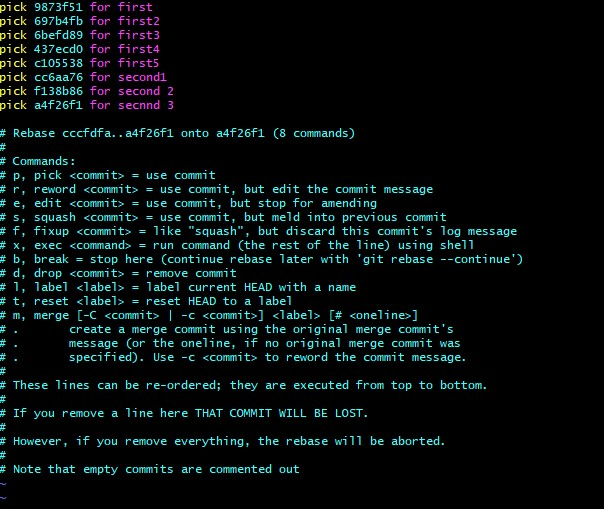 pick 9873f51 for first
pick 697b4fb for first2
pick 6befd89 for first3
pick 437ecd0 for first4
pick c105538 for first5
pick cc6aa76 for second1
pick f138b86 for second 2
pick a4f26f1 for secnnd 3

# Rebase cccfdfa..a4f26f1 onto a4f26f1 (8 commands)
#
# Commands:
# p, pick <commit> = use commit
# r, reword <commit> = use commit, but edit the commit message
# e, edit <commit> = use commit, but stop for amending
# s, squash <commit> = use commit, but meld into previous commit
# f, fixup <commit> = like "squash", but discard this commit's log message
# x, exec <command> = run command (the rest of the line) using shell
# b, break = stop here (continue rebase later with 'git rebase --continue')
# d, drop <commit> = remove commit
# l, label <label> = label current HEAD with a name
# t, reset <label> = reset HEAD to a label
# m, merge [-C <commit> | -c <commit>] <label> [# <oneline>]
# .       create a merge commit using the original merge commit's
# .       message (or the oneline, if no original merge commit was
# .       specified). Use -c <commit> to reword the commit message.
#
# These lines can be re-ordered; they are executed from top to bottom.
#
# If you remove a line here THAT COMMIT WILL BE LOST.
#
# However, if you remove everything, the rebase will be aborted.
#
# Note that empty commits are commented out
~
~